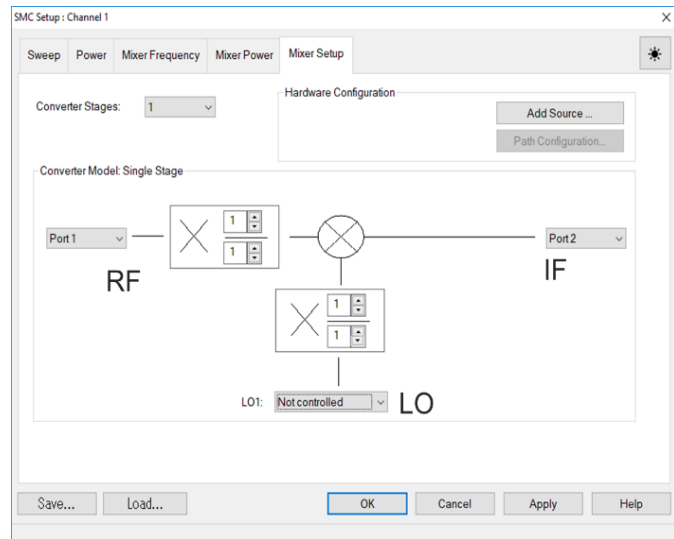 SMC Setup : Channel 1
Sweep Power Mixer Frequency Mixer Power Mixer Setup
Hardware Configuration
Converter Stages: 1
Add Source ...
Path Configuration...
Converter Model: Single Stage
1
Port 1 1 Port 2
RF IF
1
1
LO1: Not controlled LO
Save... Load... OK Cancel Apply Help